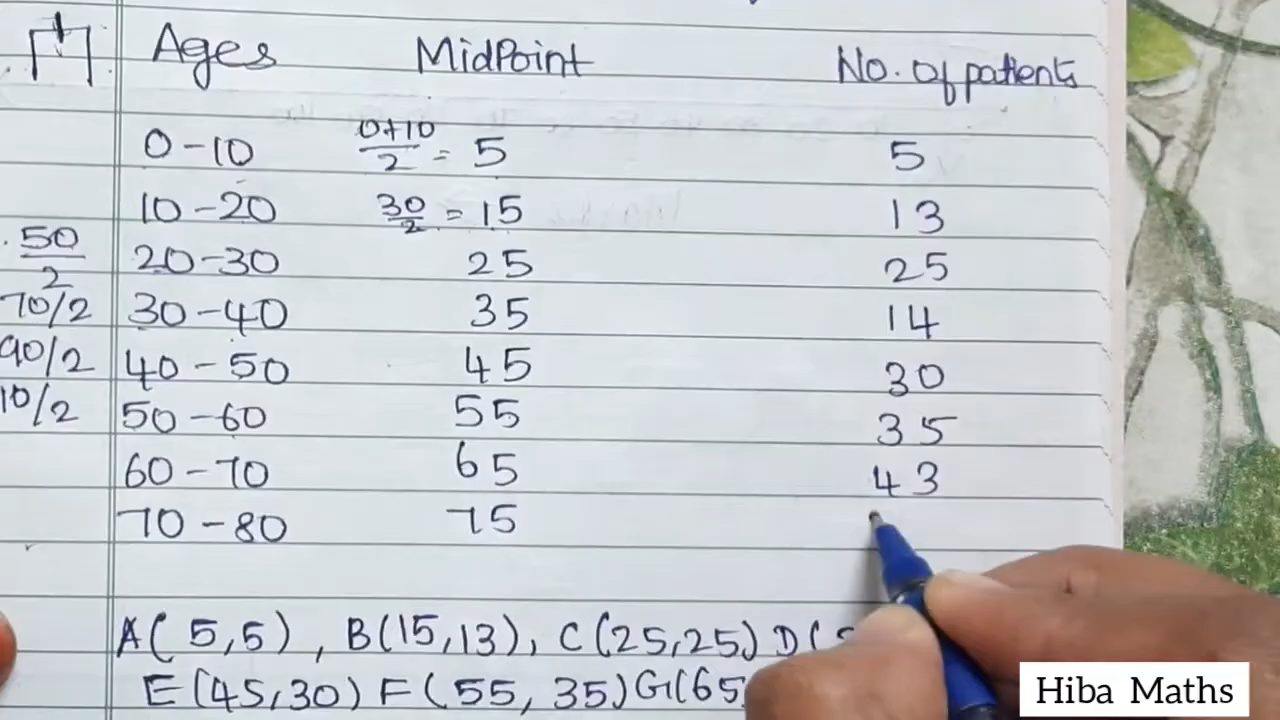 Ages MidPoint No. of patients
0-10 0+10/2 = 5 5
10-20 30/2 = 15 13
50/2 20-30 25 25
70/2 30-40 35 14
90/2 40-50 45 30
10/2 50-60 55 35
60-70 65 43
70-80 75
A( 5,5) , B(15,13), C(25,25) D(
E(45,30) F( 55, 35) G(65
Hiba Maths